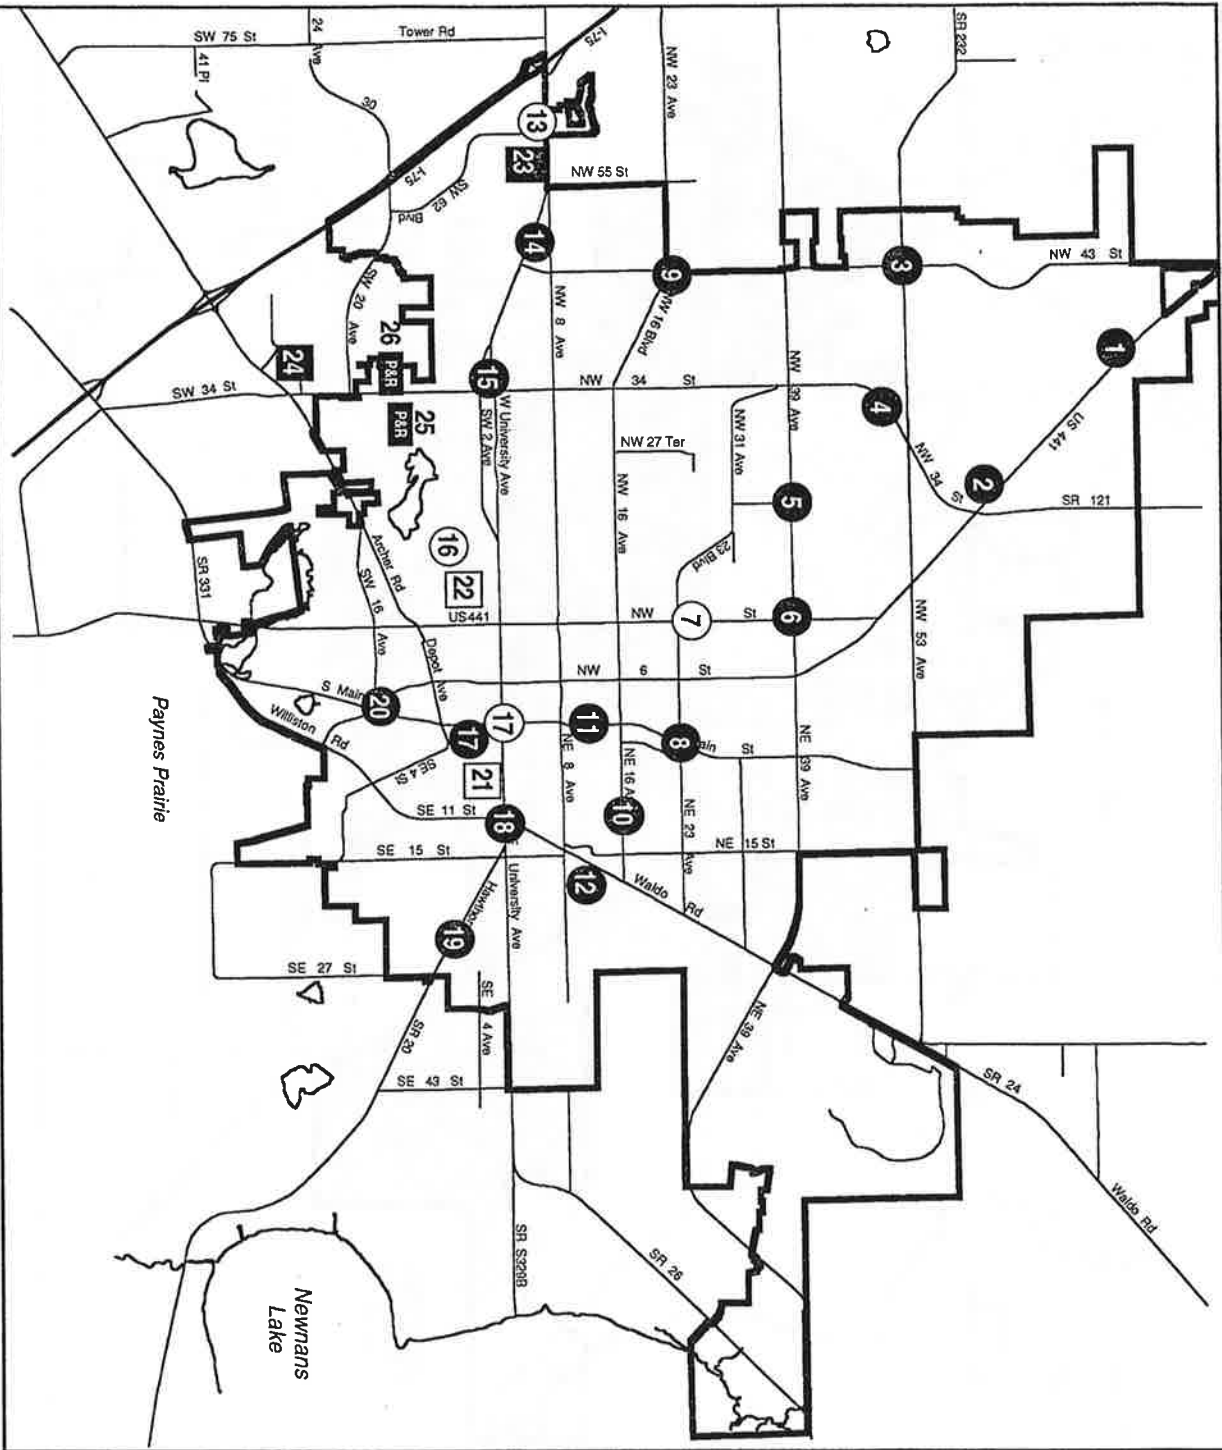 SW 75 St
Tower Rd
24 Ave
41 Pl
30
I-75
I-75
SW 62 Blvd
NW 23 Ave
SR 232
NW 55 St
NW 43 St
SW 20 Ave
NW 8 Ave
NW 16 Blvd
NW 39 Ave
US 441
SW 34 St
NW 34 St
W University Ave
SW 2 Ave
NW 27 Ter
NW 31 Ave
NW 34 St
SR 121
NW 16 Ave
23 Blvd
SR 331
SW 16 Ave
Archer Rd
US441
NW St
NW 53 Ave
Depot Ave
S Main
NW 6 St
Williston Rd
SE 4 St
NE 8 Ave
NE 16 A
ain St
NE 39 Ave
SE 11 St
NE 23 Ave
SE 15 St
NE 15 St
University Ave
Waldo Rd
Hawthor
SE 27 St
SE 4 Ave
SR 20
SE 43 St
NE 39 Ave
SR 24
Waldo Rd
SR S329B
SR 26
Paynes Prairie
Newnans
Lake
1
2
3
4
5
6
7
8
9
10
11
12
13
14
15
16
17
17
18
19
20
21
22
23
24
25
P&R
26
P&R